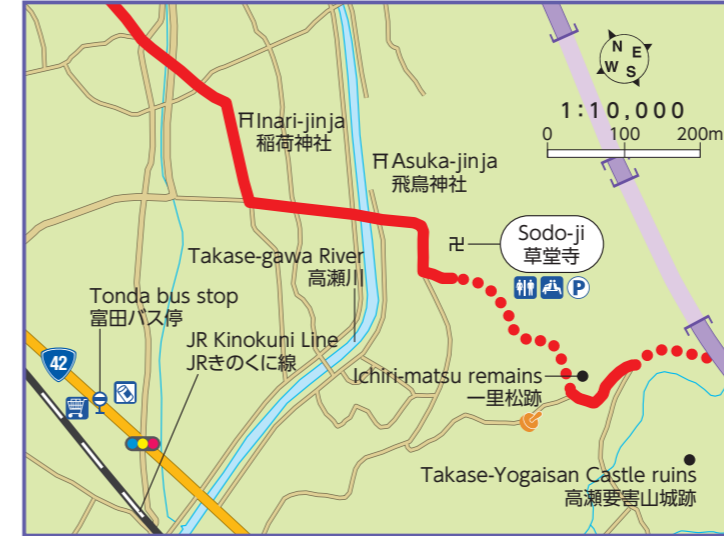 N
E
W
S
1:10,000
0 100 200m
Inari-jinja
稲荷神社
Asuka-jinja
飛鳥神社
卍
Sodo-ji
草堂寺
P
Takase-gawa River
高瀬川
Tonda bus stop
富田バス停
JR Kinokuni Line
JRきのくに線
42
Ichiri-matsu remains
一里松跡
Takase-Yogaisan Castle ruins
高瀬要害山城跡